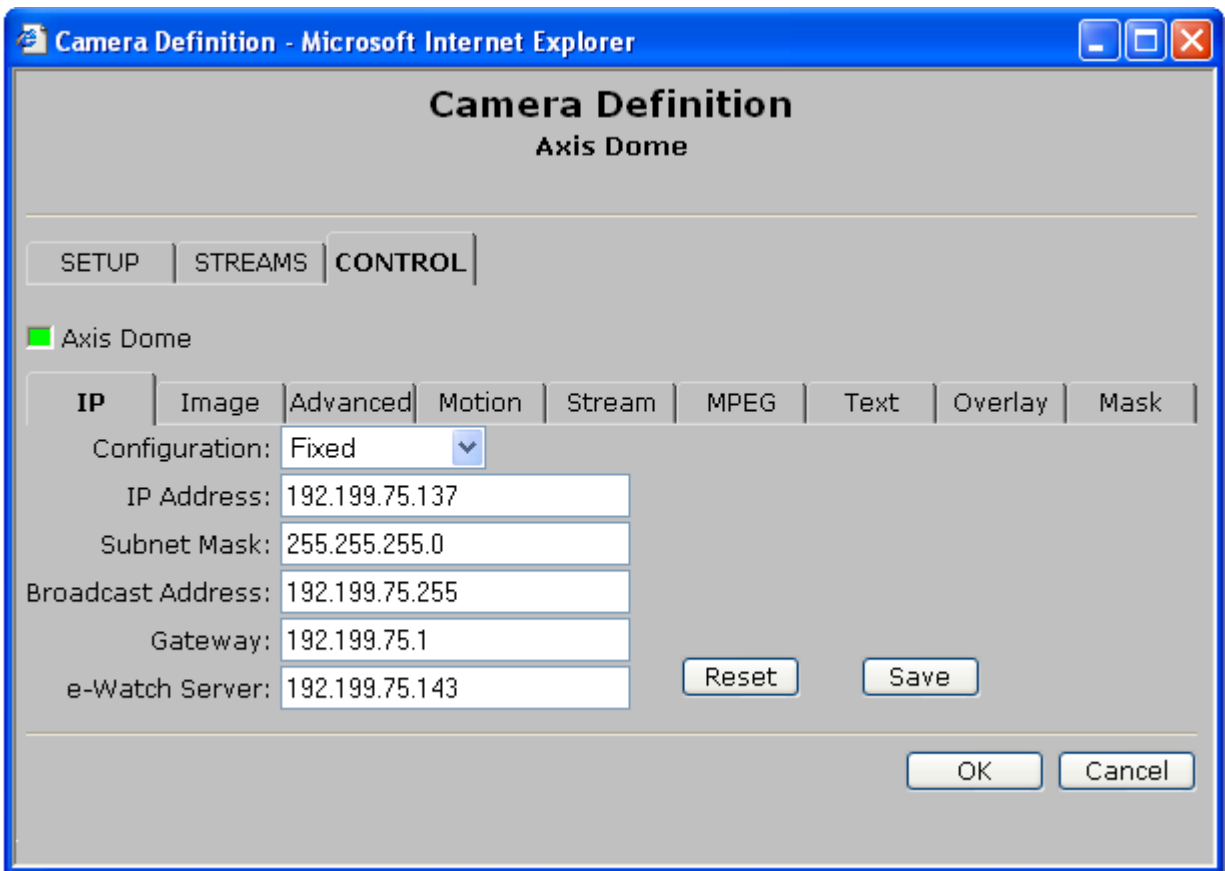 Camera Definition - Microsoft Internet Explorer
Camera Definition
Axis Dome
SETUP STREAMS CONTROL
Axis Dome
IP Image Advanced Motion Stream MPEG Text Overlay Mask
Configuration: Fixed
IP Address: 192.199.75.137
Subnet Mask: 255.255.255.0
Broadcast Address: 192.199.75.255
Gateway: 192.199.75.1
e-Watch Server: 192.199.75.143
Reset Save
OK Cancel